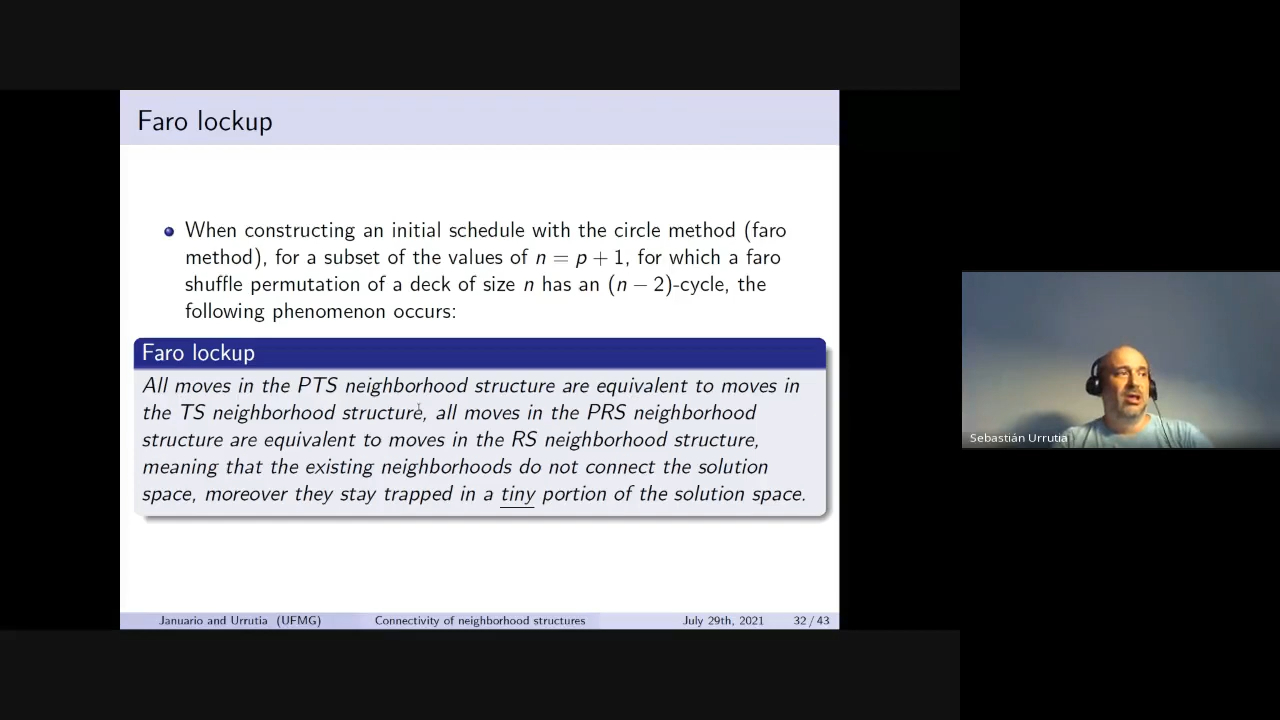 Faro lockup
When constructing an initial schedule with the circle method (faro
method), for a subset of the values of n = p + 1, for which a faro
shuffle permutation of a deck of size n has an (n − 2)-cycle, the
following phenomenon occurs:
Faro lockup
All moves in the PTS neighborhood structure are equivalent to moves in
the TS neighborhood structure, all moves in the PRS neighborhood
structure are equivalent to moves in the RS neighborhood structure,
meaning that the existing neighborhoods do not connect the solution
space, moreover they stay trapped in a tiny portion of the solution space.
Januario and Urrutia (UFMG) Connectivity of neighborhood structures July 29th, 2021 32 / 43
Sebastián Urrutia